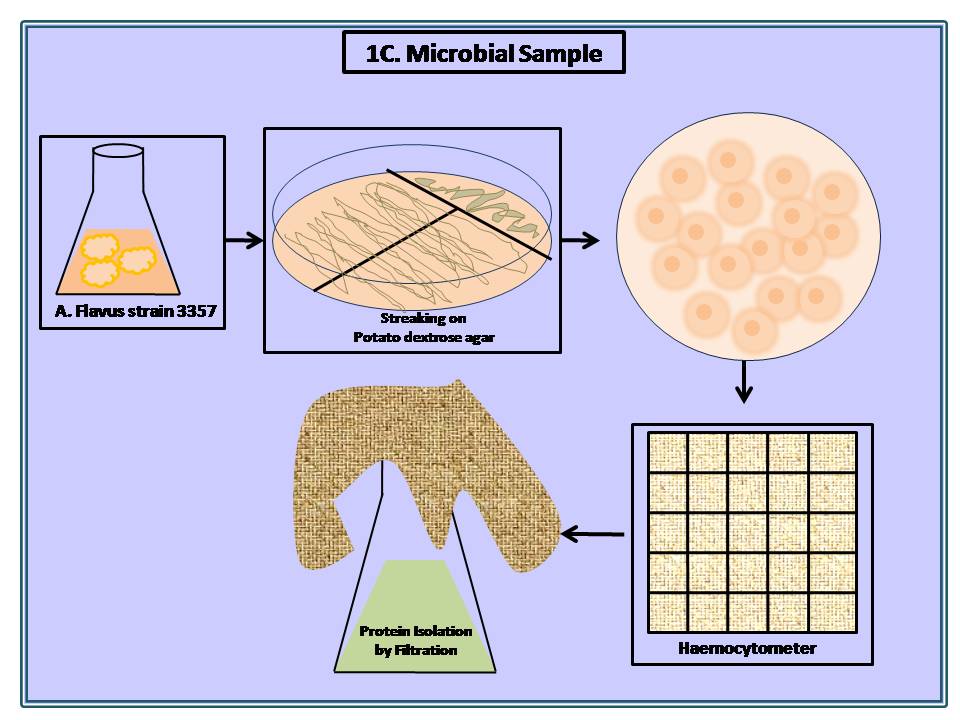 1C. Microbial Sample
A. Flavus strain 3357
Streaking on
Potato dextrose agar
Haemocytometer
Protein Isolation
by Filtration